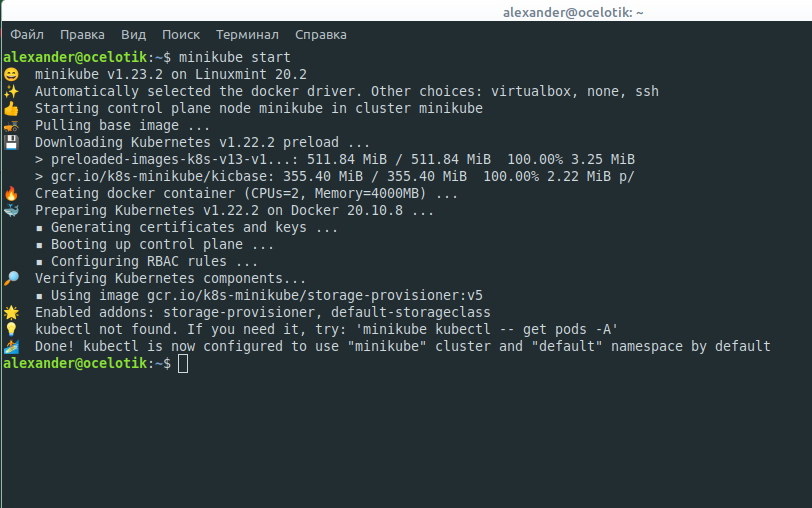 alexander@ocelotik: ~
Файл Правка Вид Поиск Терминал Справка
alexander@ocelotik:~$ minikube start
😄 minikube v1.23.2 on Linuxmint 20.2
✨ Automatically selected the docker driver. Other choices: virtualbox, none, ssh
👍 Starting control plane node minikube in cluster minikube
🚜 Pulling base image ...
💾 Downloading Kubernetes v1.22.2 preload ...
> preloaded-images-k8s-v13-v1...: 511.84 MiB / 511.84 MiB 100.00% 3.25 MiB
> gcr.io/k8s-minikube/kicbase: 355.40 MiB / 355.40 MiB 100.00% 2.22 MiB p/
🔥 Creating docker container (CPUs=2, Memory=4000MB) ...
🐳 Preparing Kubernetes v1.22.2 on Docker 20.10.8 ...
▪ Generating certificates and keys ...
▪ Booting up control plane ...
▪ Configuring RBAC rules ...
🔎 Verifying Kubernetes components...
▪ Using image gcr.io/k8s-minikube/storage-provisioner:v5
🌟 Enabled addons: storage-provisioner, default-storageclass
💡 kubectl not found. If you need it, try: 'minikube kubectl -- get pods -A'
🏄 Done! kubectl is now configured to use "minikube" cluster and "default" namespace by default
alexander@ocelotik:~$